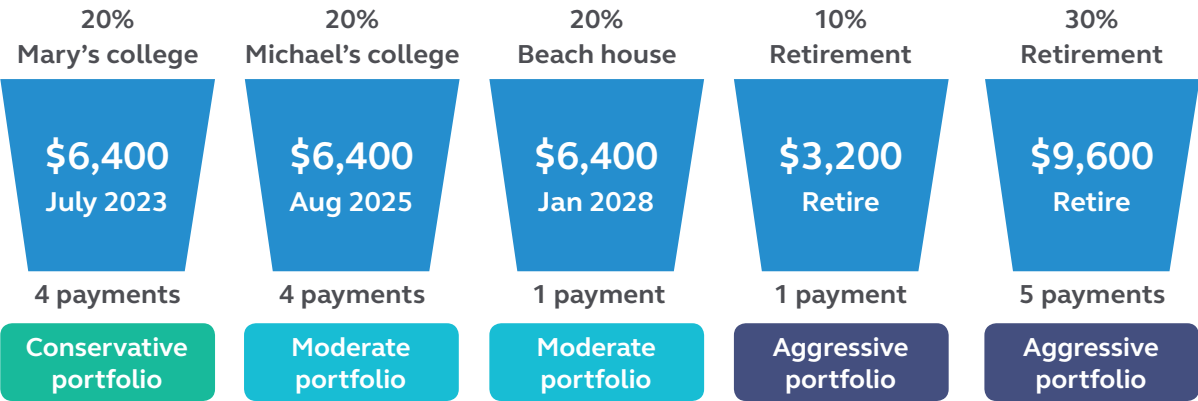 20%
Mary’s college
$6,400
July 2023
4 payments
Conservative
portfolio
20%
Michael’s college
$6,400
Aug 2025
4 payments
Moderate
portfolio
20%
Beach house
$6,400
Jan 2028
1 payment
Moderate
portfolio
10%
Retirement
$3,200
Retire
1 payment
Aggressive
portfolio
30%
Retirement
$9,600
Retire
5 payments
Aggressive
portfolio